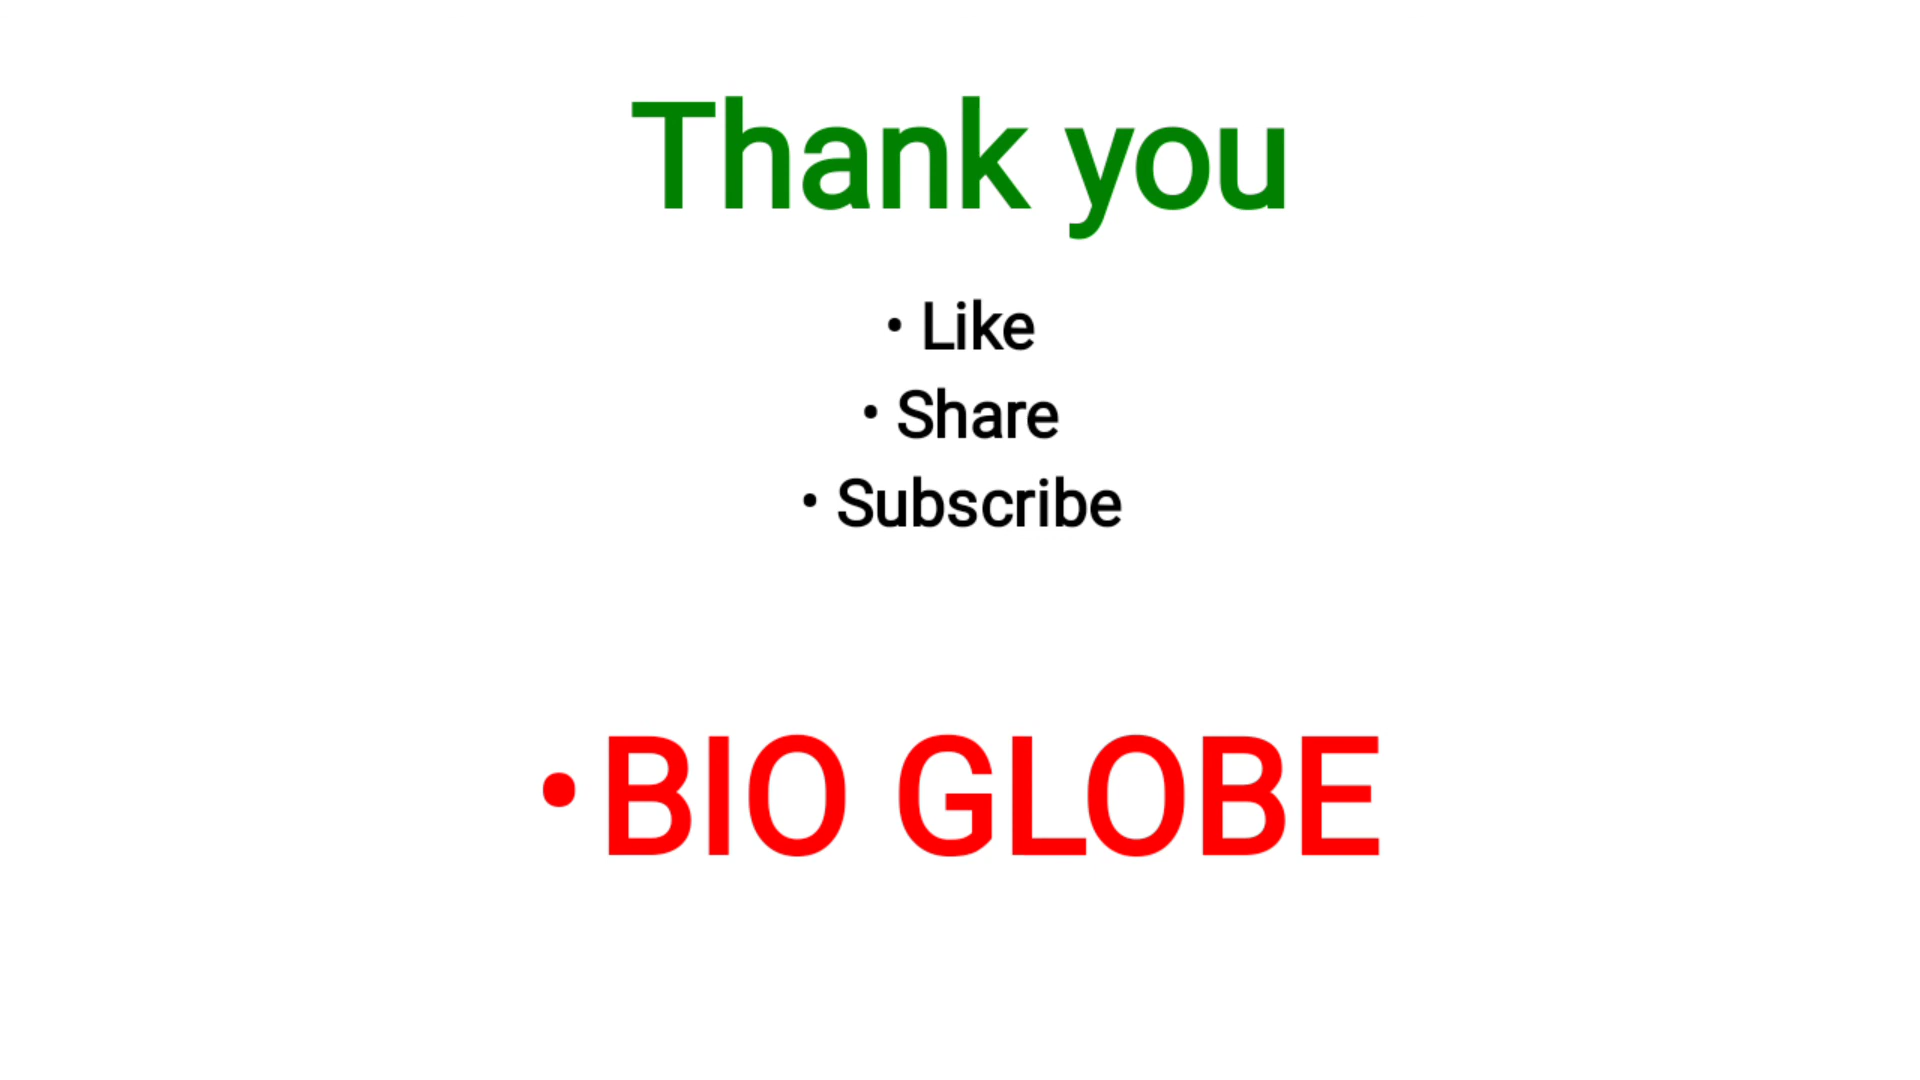 Thank you
• Like
• Share
• Subscribe
• BIO GLOBE